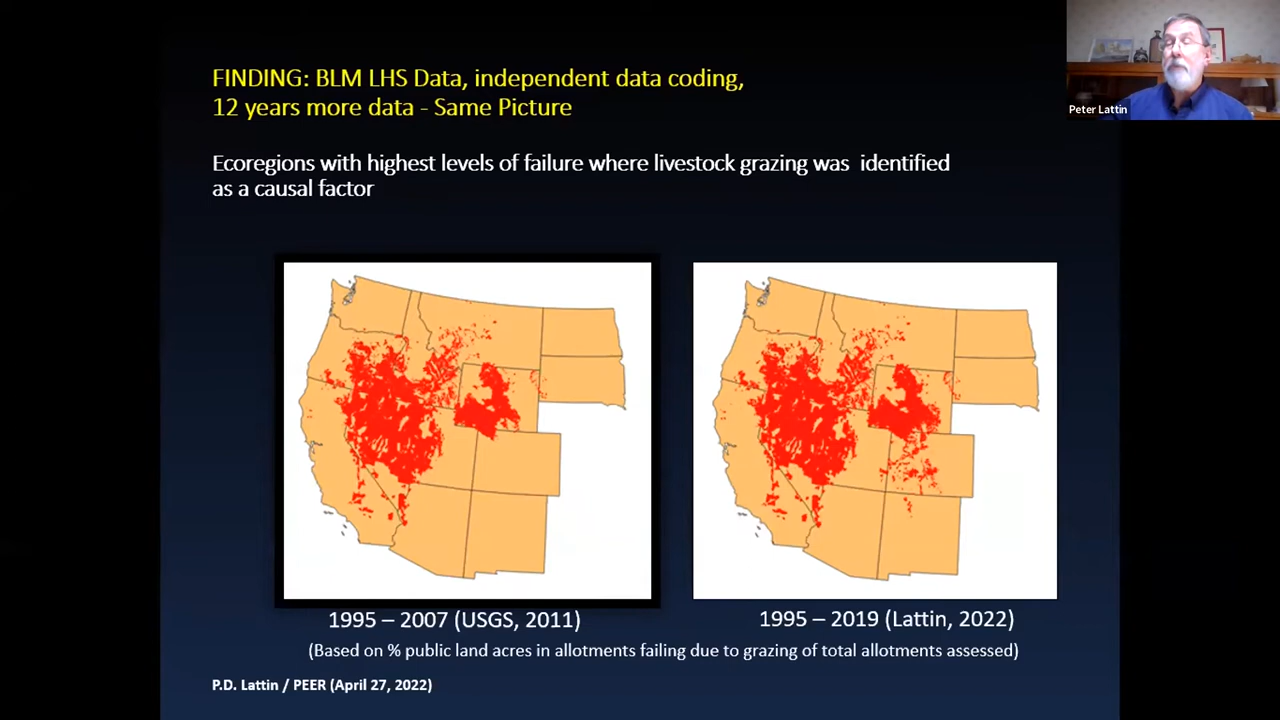 FINDING: BLM LHS Data, independent data coding,
12 years more data - Same Picture
Ecoregions with highest levels of failure where livestock grazing was identified
as a causal factor
Peter Lattin
1995 – 2007 (USGS, 2011)
1995 – 2019 (Lattin, 2022)
(Based on % public land acres in allotments failing due to grazing of total allotments assessed)
P.D. Lattin / PEER (April 27, 2022)